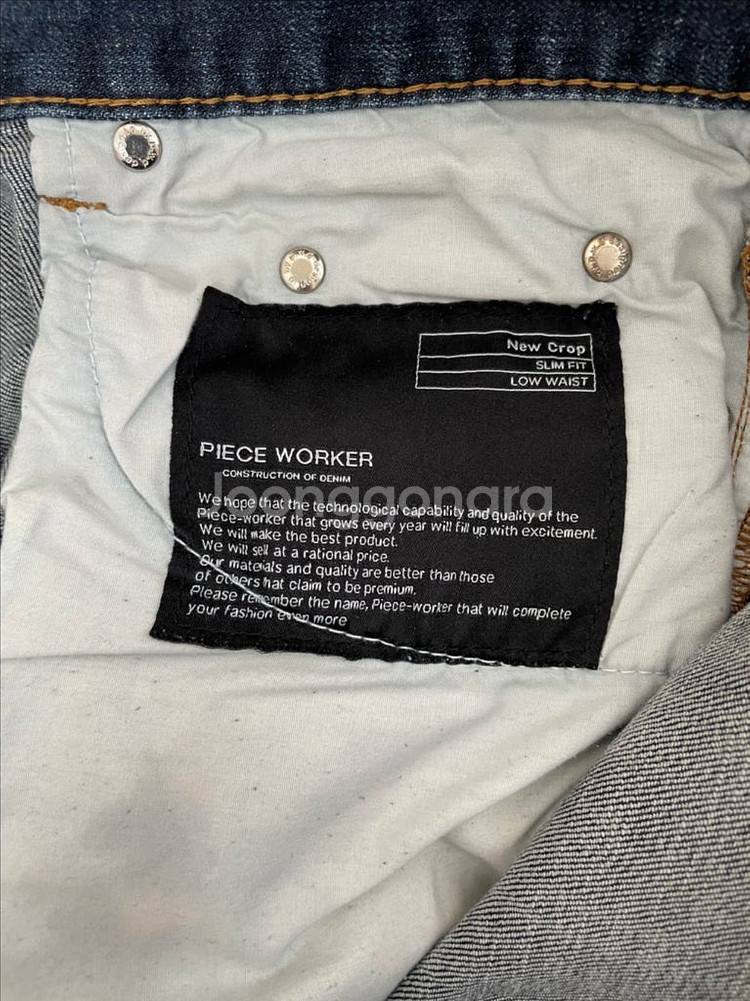 New Crop
SLIM FIT
LOW WAIST
PIECE WORKER
CONSTRUCTION OF DENIM
Joonggonara
We hope that the technological capability and quality of the
Piece-worker that grows every year will fill up with excitement.
We will make the best product.
We will sell at a rational price.
Our materials and quality are better than those
of others that claim to be premium.
Please remember the name, Piece-worker that will complete
your fashion even more